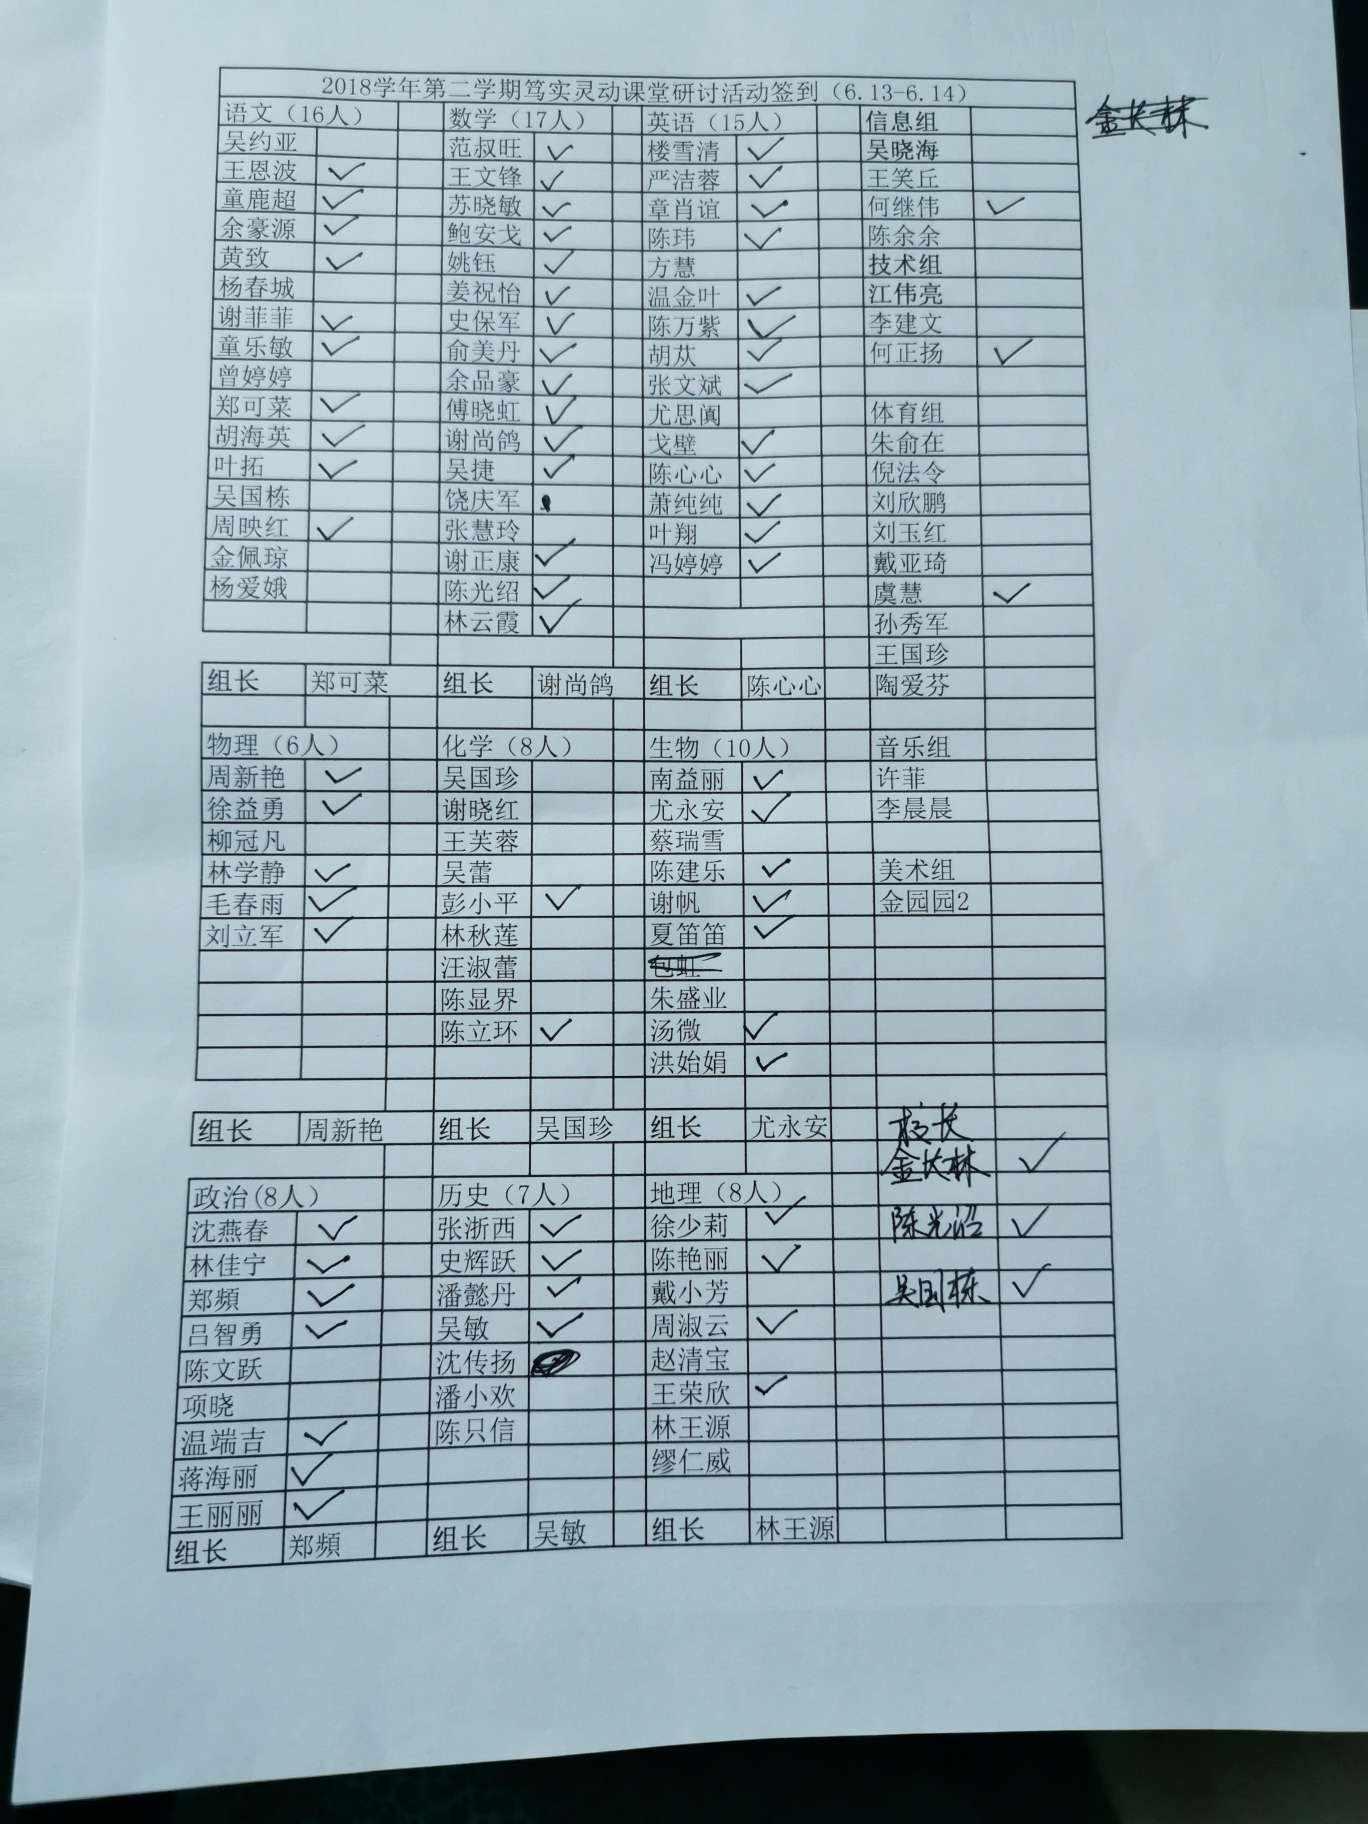 2018学年第二学期笃实灵动课堂研讨活动签到（6.13-6.14）
金长林
语文（16人） 数学（17人） 英语（15人） 信息组
吴约亚 范叔旺 ✓ 楼雪清 ✓ 吴晓海
王恩波 ✓ 王文锋 ✓ 严洁蓉 ✓ 王笑丘
童鹿超 ✓ 苏晓敏 ✓ 章肖谊 ✓ 何继伟 ✓
余豪源 ✓ 鲍安戈 ✓ 陈玮 ✓ 陈余余
黄致 ✓ 姚钰 ✓ 方慧 技术组
杨春城 姜祝怡 ✓ 温金叶 ✓ 江伟亮
谢菲菲 ✓ 史保军 ✓ 陈万紫 ✓ 李建文
童乐敏 ✓ 俞美丹 ✓ 胡苁 ✓ 何正扬 ✓
曾婷婷 余品豪 ✓ 张文斌 ✓
郑可菜 ✓ 傅晓虹 ✓ 尤思阗 体育组
胡海英 ✓ 谢尚鸽 ✓ 戈壁 ✓ 朱俞在
叶拓 ✓ 吴捷 ✓ 陈心心 ✓ 倪法令
吴国栋 饶庆军 萧纯纯 ✓ 刘欣鹏
周映红 ✓ 张慧玲 叶翔 ✓ 刘玉红
金佩琼 谢正康 ✓ 冯婷婷 ✓ 戴亚琦
杨爱娥 陈光绍 ✓ 虞慧 ✓
林云霞 ✓ 孙秀军
王国珍
组长 郑可菜 组长 谢尚鸽 组长 陈心心 陶爱芬
物理（6人） 化学（8人） 生物（10人） 音乐组
周新艳 ✓ 吴国珍 南益丽 ✓ 许菲
徐益勇 ✓ 谢晓红 尤永安 ✓ 李晨晨
柳冠凡 王芙蓉 蔡瑞雪
林学静 ✓ 吴蕾 陈建乐 ✓ 美术组
毛春雨 ✓ 彭小平 ✓ 谢帆 ✓ 金园园2
刘立军 ✓ 林秋莲 夏笛笛 ✓
汪淑蕾 包虹
陈显界 朱盛业
陈立环 ✓ 汤微 ✓
洪始娟 ✓
组长 周新艳 组长 吴国珍 组长 尤永安 校长
金长林 ✓
政治(8人） 历史（7人） 地理（8人）
沈燕春 ✓ 张浙西 ✓ 徐少莉 ✓ 陈光绍 ✓
林佳宁 ✓ 史辉跃 ✓ 陈艳丽 ✓
郑頻 ✓ 潘懿丹 ✓ 戴小芳 吴国栋 ✓
吕智勇 ✓ 吴敏 ✓ 周淑云 ✓
陈文跃 沈传扬 赵清宝
项晓 潘小欢 王荣欣 ✓
温端吉 ✓ 陈只信 林王源
蒋海丽 ✓ 缪仁威
王丽丽 ✓
组长 郑頻 组长 吴敏 组长 林王源